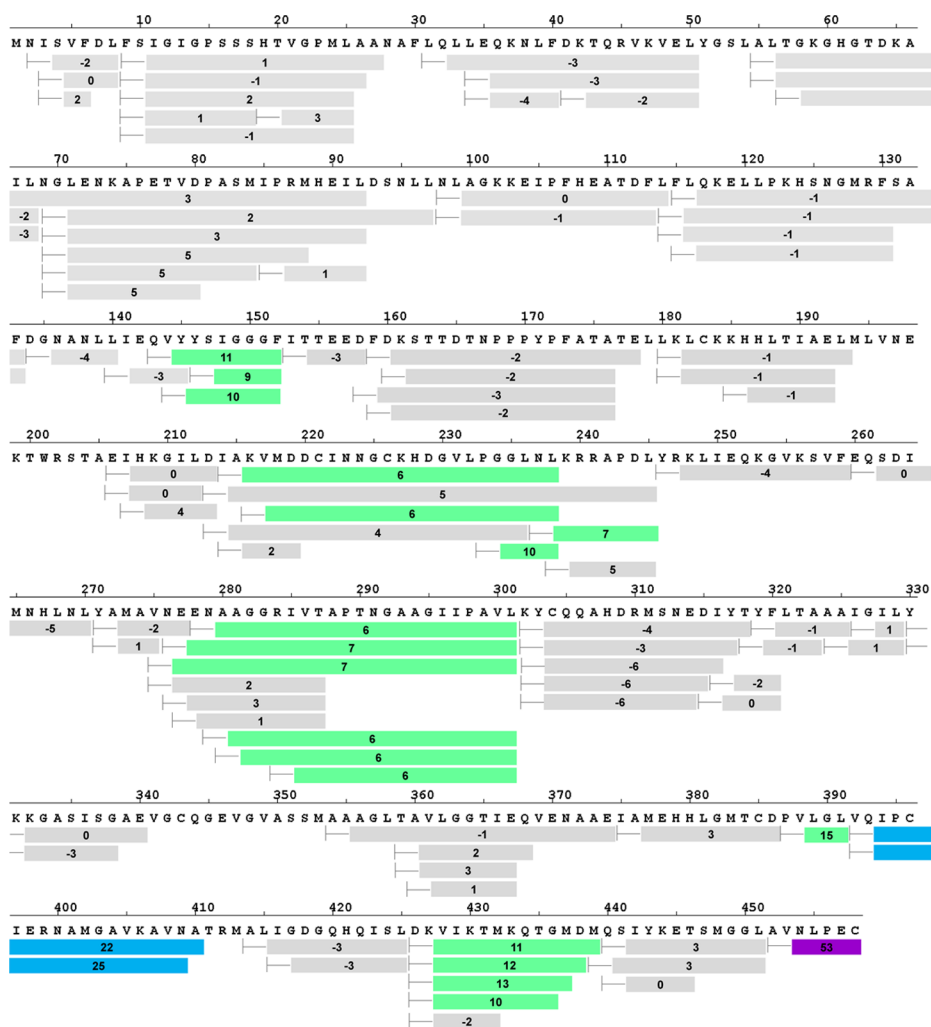 10 20 30 40 50 60
M N I S V F D L F S I G I G P S S S H T V G P M L A A N A F L Q L L E Q K N L F D K T Q R V K V E L Y G S L A L T G K G H G T D K A
-2 1 -3
0 -1 -3
2 2 -4 -2
1 3
-1
70 80 90 100 110 120 130
I L N G L E N K A P E T V D P A S M I P R M H E I L D S N L L N L A G K K E I P F H E A T D F L F L Q K E L L P K H S N G M R F S A
3 0 -1
-2 2 -1 -1
-3 3 -1
5 -1
5 1
5
140 150 160 170 180 190
F D G N A N L L I E Q V Y Y S I G G G F I T T E E D F D K S T T D T N P P P Y P F A T A T E L L K L C K K H H L T I A E L M L V N E
-4 11 -3 -2 -1
-3 9 -2 -1
10 -3 -1
-2
200 210 220 230 240 250 260
K T W R S T A E I H K G I L D I A K V M D D C I N N G C K H D G V L P G G L N L K R R A P D L Y R K L I E Q K G V K S V F E Q S D I
0 6 -4 0
0 5
4 6
4 7
2 10
5
270 280 290 300 310 320 330
M N H L N L Y A M A V N E E N A A G G R I V T A P T N G A A G I I P A V L K Y C Q Q A H D R M S N E D I Y T Y F L T A A A I G I L Y
-5 -2 6 -4 -1 1
1 7 -3 -1 1
7 -6
2 -6 -2
3 -6 0
1
6
6
6
340 350 360 370 380 390
K K G A S I S G A E V G C Q G E V G V A S S M A A A G L T A V L G G T I E Q V E N A A E I A M E H H L G M T C D P V L G L V Q I P C
0 -1 3 15
-3 2
3
1
400 410 420 430 440 450
I E R N A M G A V K A V N A T R M A L I G D G Q H Q I S L D K V I K T M K Q T G M D M Q S I Y K E T S M G G L A V N L P E C
22 -3 11 3 53
25 -3 12 3
13 0
10
-2